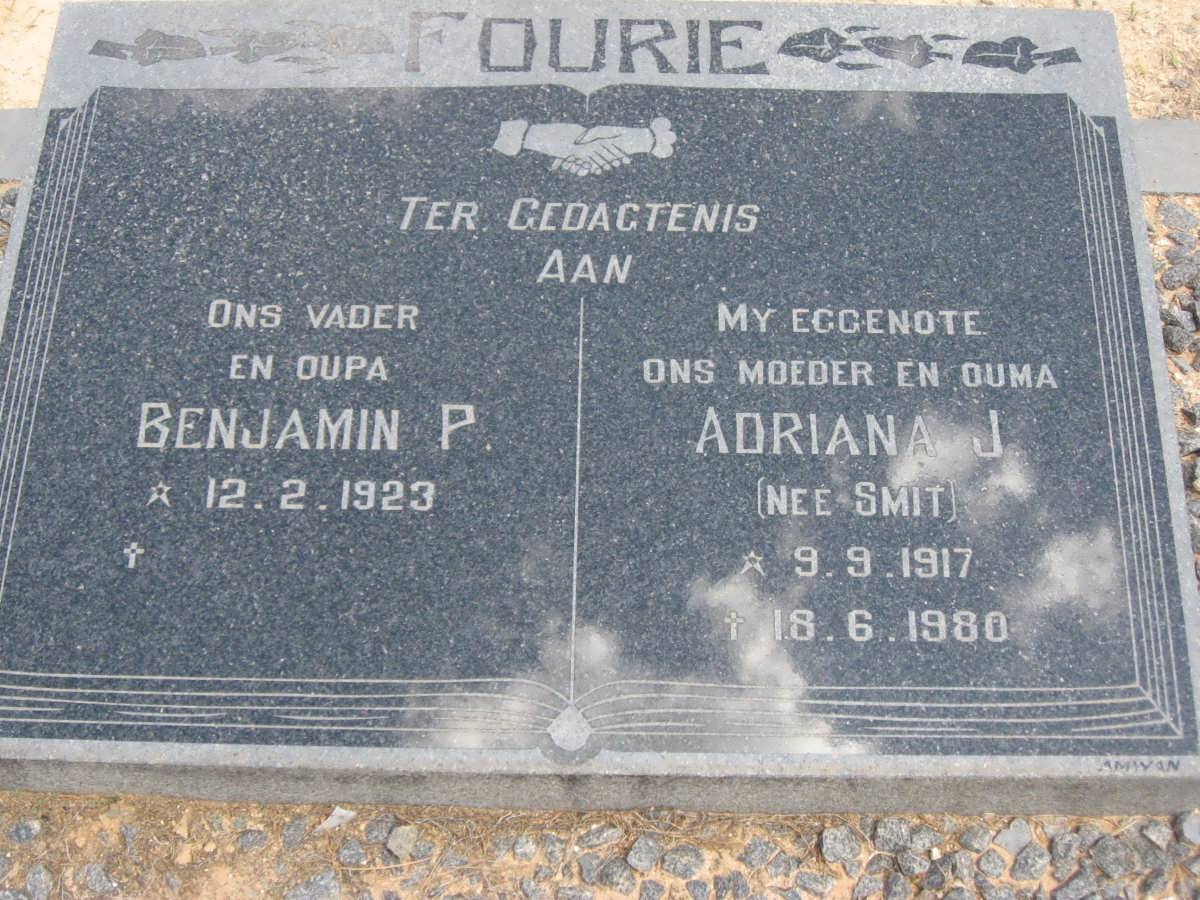 FOURIE
TER GEDAGTENIS
AAN
ONS VADER
EN OUPA
BENJAMIN P.
☆ 12.2.1923
✝
MY EGGENOTE
ONS MOEDER EN OUMA
ADRIANA J.
(NEE SMIT)
☆ 9.9.1917
✝ 18.6.1980
AMWAN